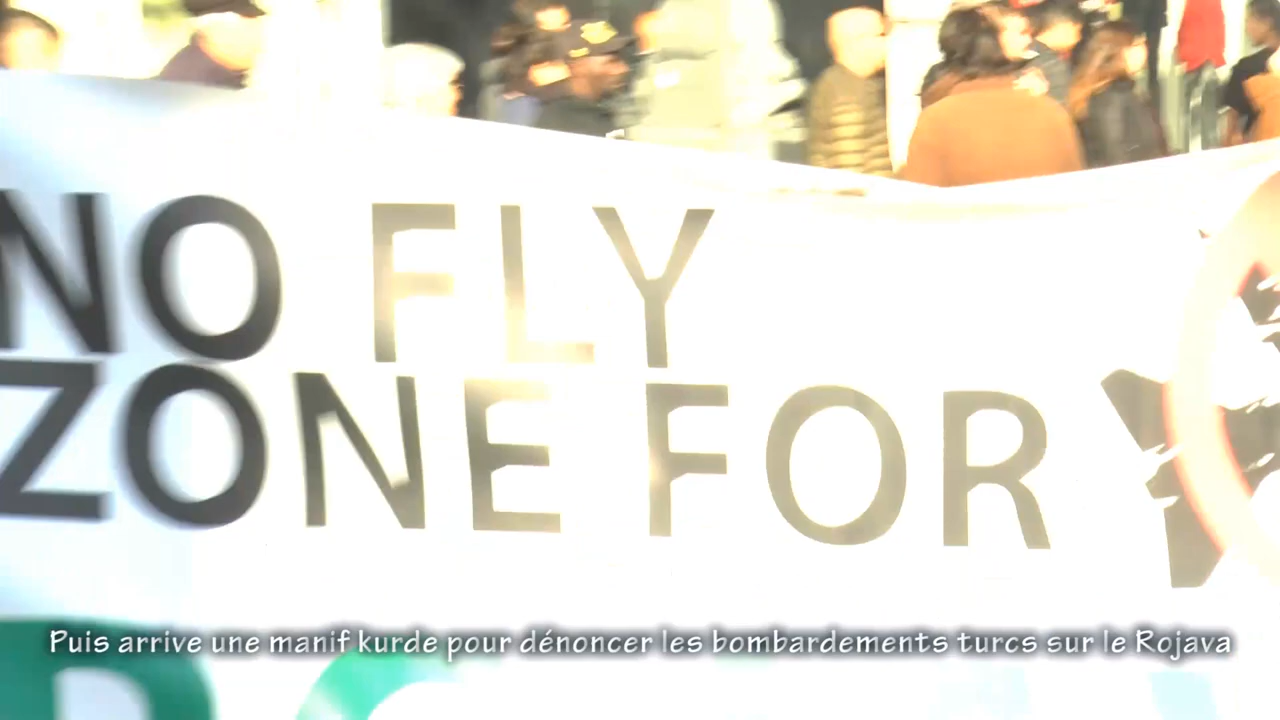 NO FLY
ZONE FOR
Puis arrive une manif kurde pour dénoncer les bombardements turcs sur le Rojava